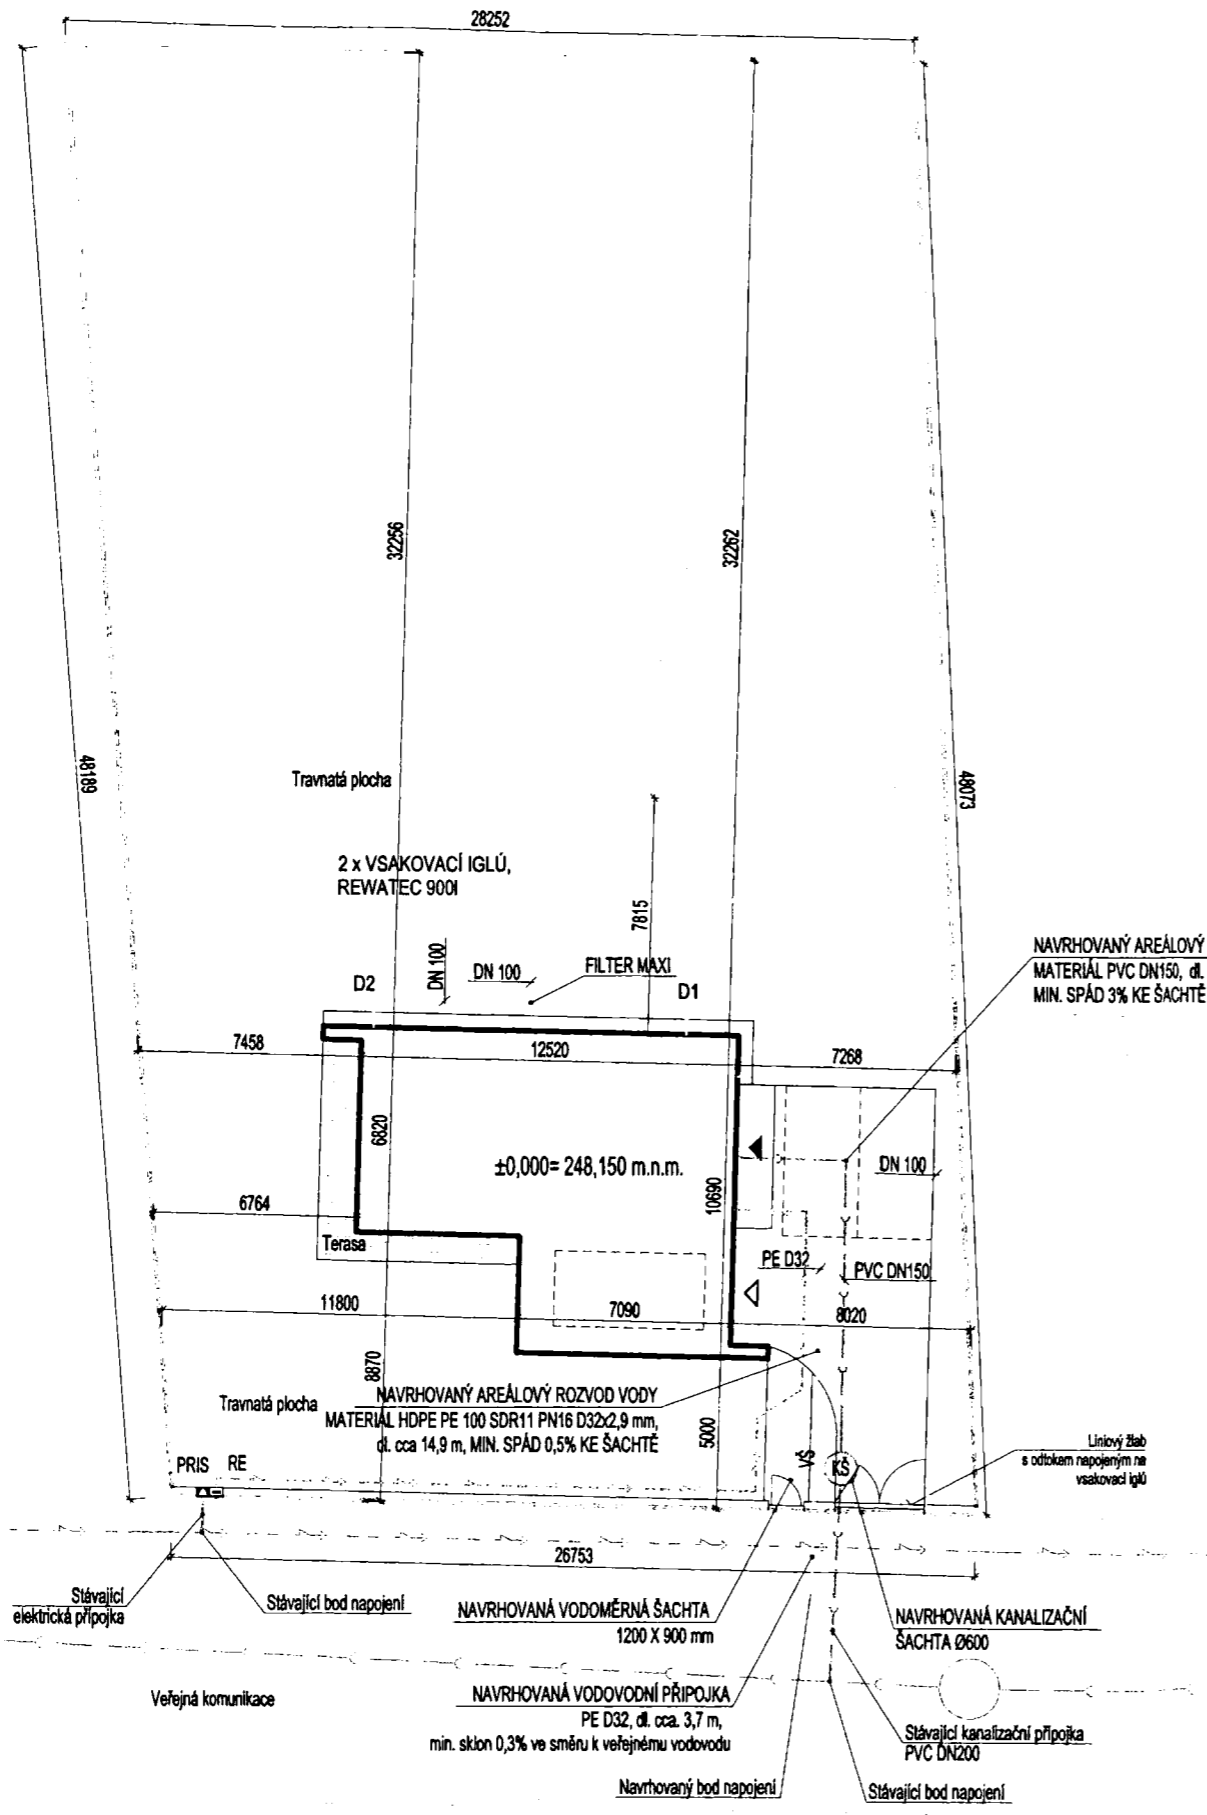 28252
32256
32262
48189
48073
Travnatá plocha
2 x VSAKOVACÍ IGLÚ,
REWATEC 900l
7815
DN 100
DN 100
FILTER MAXI
D2
D1
NAVRHOVANÝ AREÁLOVÝ
MATERIÁL PVC DN150, dl.
MIN. SPÁD 3% KE ŠACHTĚ
7458
12520
7268
6820
±0,000= 248,150 m.n.m.
DN 100
10690
6764
Terasa
PE D32
PVC DN150
11800
7090
8020
8870
Travnatá plocha
NAVRHOVANÝ AREÁLOVÝ ROZVOD VODY
MATERIÁL HDPE PE 100 SDR11 PN16 D32x2,9 mm,
dl. cca 14,9 m, MIN. SPÁD 0,5% KE ŠACHTĚ
5000
VŠ
KŠ
Liniový žlab
s odtokem napojeným na
vsakovací iglú
PRIS
RE
26753
Stávající
elektrická přípojka
Stávající bod napojení
NAVRHOVANÁ VODOMĚRNÁ ŠACHTA
1200 X 900 mm
NAVRHOVANÁ KANALIZAČNÍ
ŠACHTA Ø600
Veřejná komunikace
NAVRHOVANÁ VODOVODNÍ PŘIPOJKA
PE D32, dl. cca. 3,7 m,
min. sklon 0,3% ve směru k veřejnému vodovodu
Stávající kanalizační přípojka
PVC DN200
Navrhovaný bod napojení
Stávající bod napojení